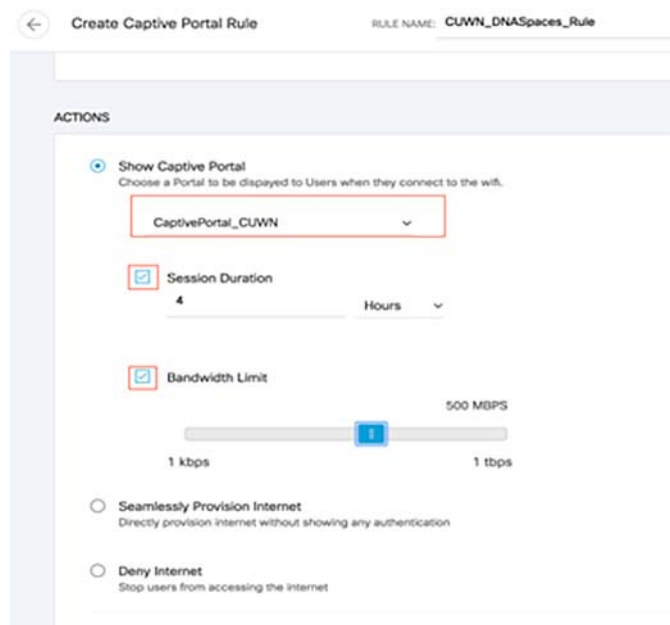 Create Captive Portal Rule
RULE NAME: CUWN_DNASpaces_Rule
ACTIONS
Show Captive Portal
Choose a Portal to be dispayed to Users when they connect to the wifi.
CaptivePortal_CUWN
Session Duration
4 Hours
Bandwidth Limit
500 MBPS
1 kbps 1 tbps
Seamlessly Provision Internet
Directly provision internet without showing any authentication
Deny Internet
Stop users from accessing the internet